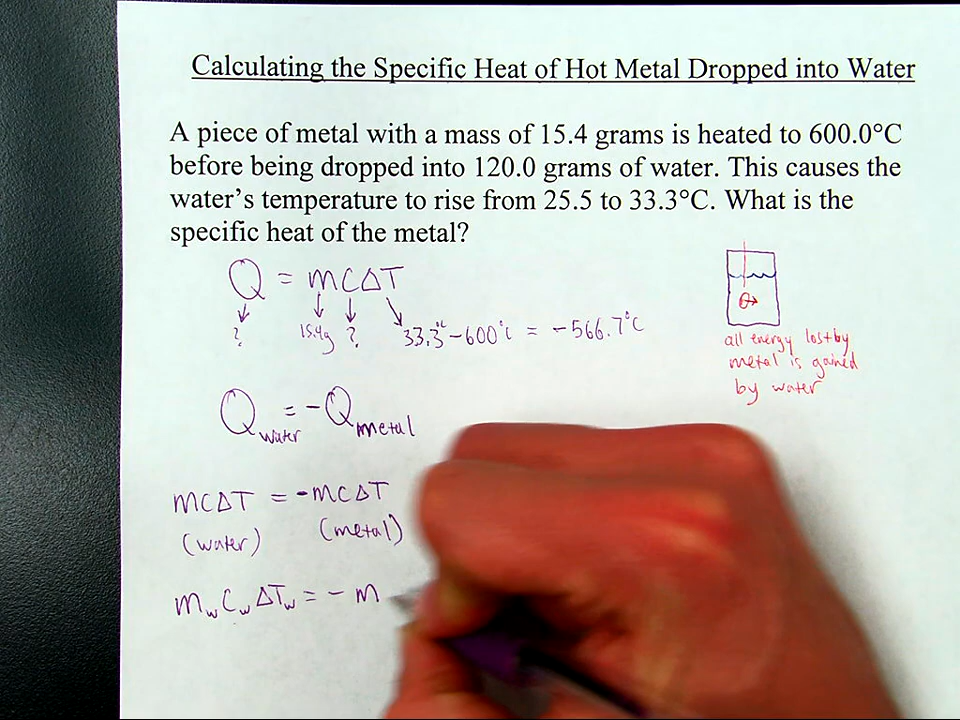 Calculating the Specific Heat of Hot Metal Dropped into Water
A piece of metal with a mass of 15.4 grams is heated to 600.0°C
before being dropped into 120.0 grams of water. This causes the
water's temperature to rise from 25.5 to 33.3°C. What is the
specific heat of the metal?
Q = mCΔT
? 15.4g ? 33.3°C - 600°C = -566.7°C
all energy lost by
metal is gained
by water
Q water = -Q metal
mCΔT = -mCΔT
(water) (metal)
m_w C_w ΔT_w = - m